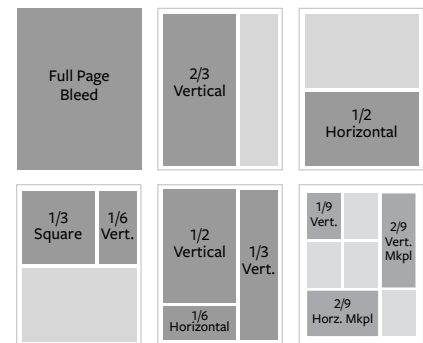 Full Page
Bleed
2/3
Vertical
1/2
Horizontal
1/3
Square
1/6
Vert.
1/2
Vertical
1/3
Vert.
1/6
Horizontal
1/9
Vert.
2/9
Vert.
Mkpl
2/9
Horz. Mkpl